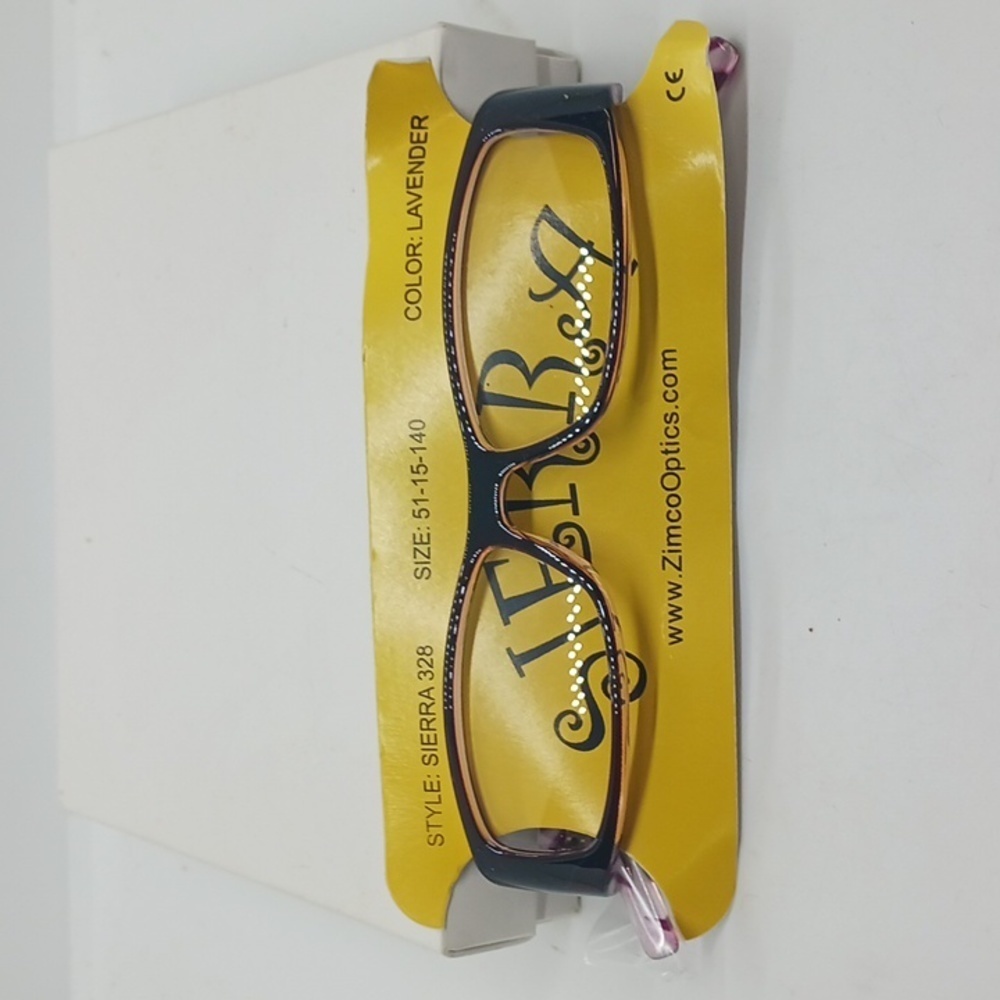 STYLE: SIERRA 328 SIZE: 51-15-140 COLOR: LAVENDER
SIERRA
www.ZimcoOptics.com CE